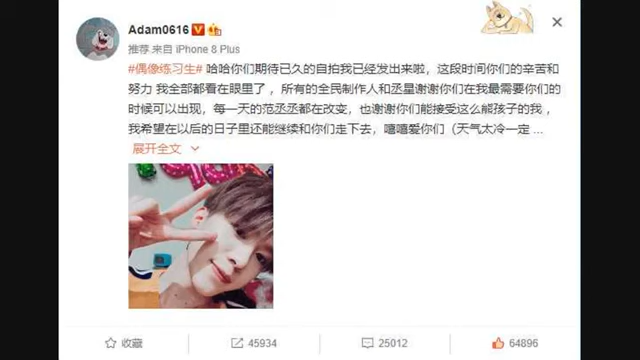 Adam0616
推荐 来自 iPhone 8 Plus
#偶像练习生# 哈哈你们期待已久的自拍我已经发出来啦，这段时间你们的辛苦和
努力 我全部都看在眼里了 ，所有的全民制作人和丞星谢谢你们在我最需要你们的
时候可以出现，每一天的范丞丞都在改变，也谢谢你们能接受这么熊孩子的我 ，
我希望在以后的日子里还能继续和你们走下去，嘻嘻爱你们（天气太冷一定 ...
展开全文
收藏
45934
25012
64896